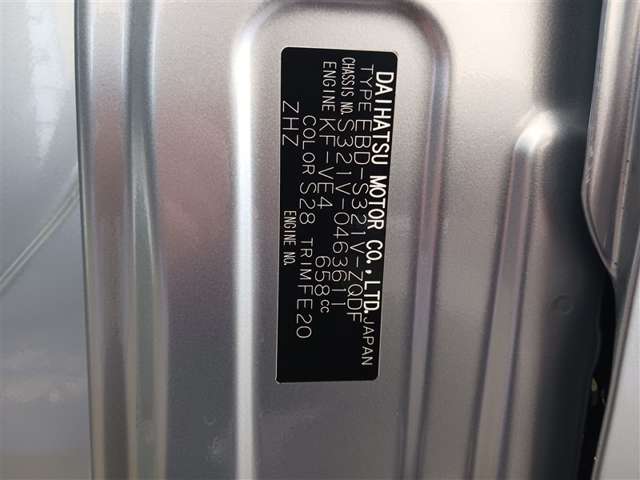 DAIHATSU MOTOR CO.,LTD.
JAPAN
TYPE EBD-S321V-ZQDF
CHASSIS NO. S321V-0463611
ENGINE KF-VE4 658cc
COLOR S28 TRIM FE20
ZHZ ENGINE NO.